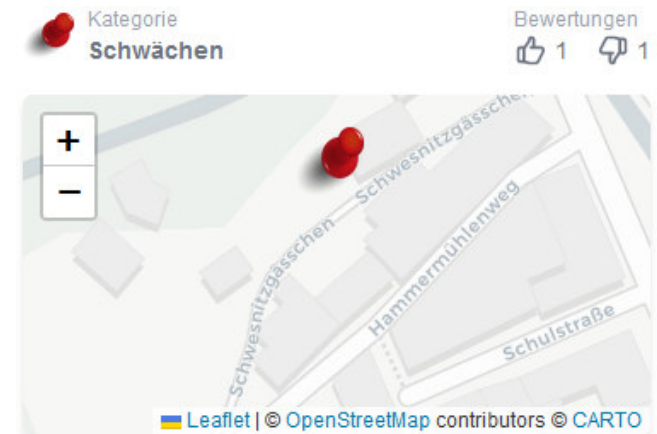 Kategorie
Schwächen
Bewertungen
1 1
+
−
Schwesnitzgässchen
Schwesnitzgässchen
Hammermühlenweg
Schulstraße
Leaflet | © OpenStreetMap contributors © CARTO